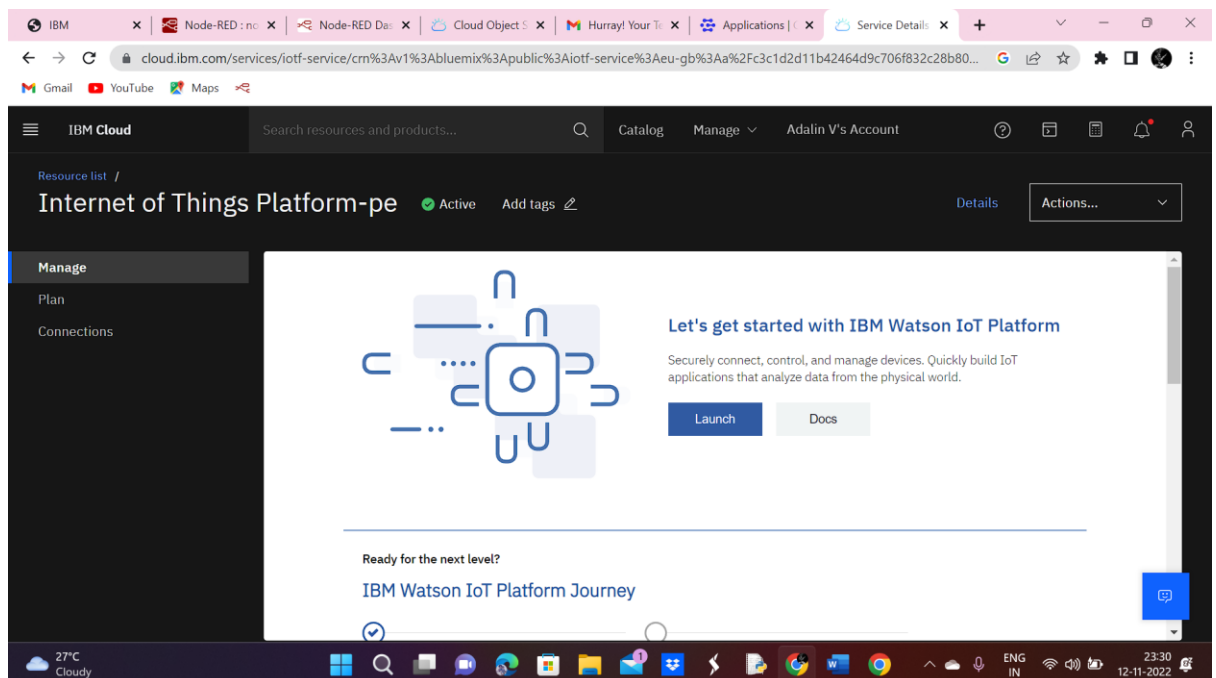 IBM
Node-RED : no
Node-RED Das
Cloud Object S
Hurray! Your Te
Applications | C
Service Details
cloud.ibm.com/services/iotf-service/crn%3Av1%3Abluemix%3Apublic%3Aiotf-service%3Aeu-gb%3Aa%2Fc3c1d2d11b42464d9c706f832c28b80...
Gmail YouTube Maps
IBM Cloud Search resources and products... Catalog Manage Adalin V's Account
Resource list /
Internet of Things Platform-pe Active Add tags Details Actions...
Manage
Plan
Connections
Let's get started with IBM Watson IoT Platform
Securely connect, control, and manage devices. Quickly build IoT
applications that analyze data from the physical world.
Launch Docs
Ready for the next level?
IBM Watson IoT Platform Journey
27°C
Cloudy
ENG
IN
23:30
12-11-2022